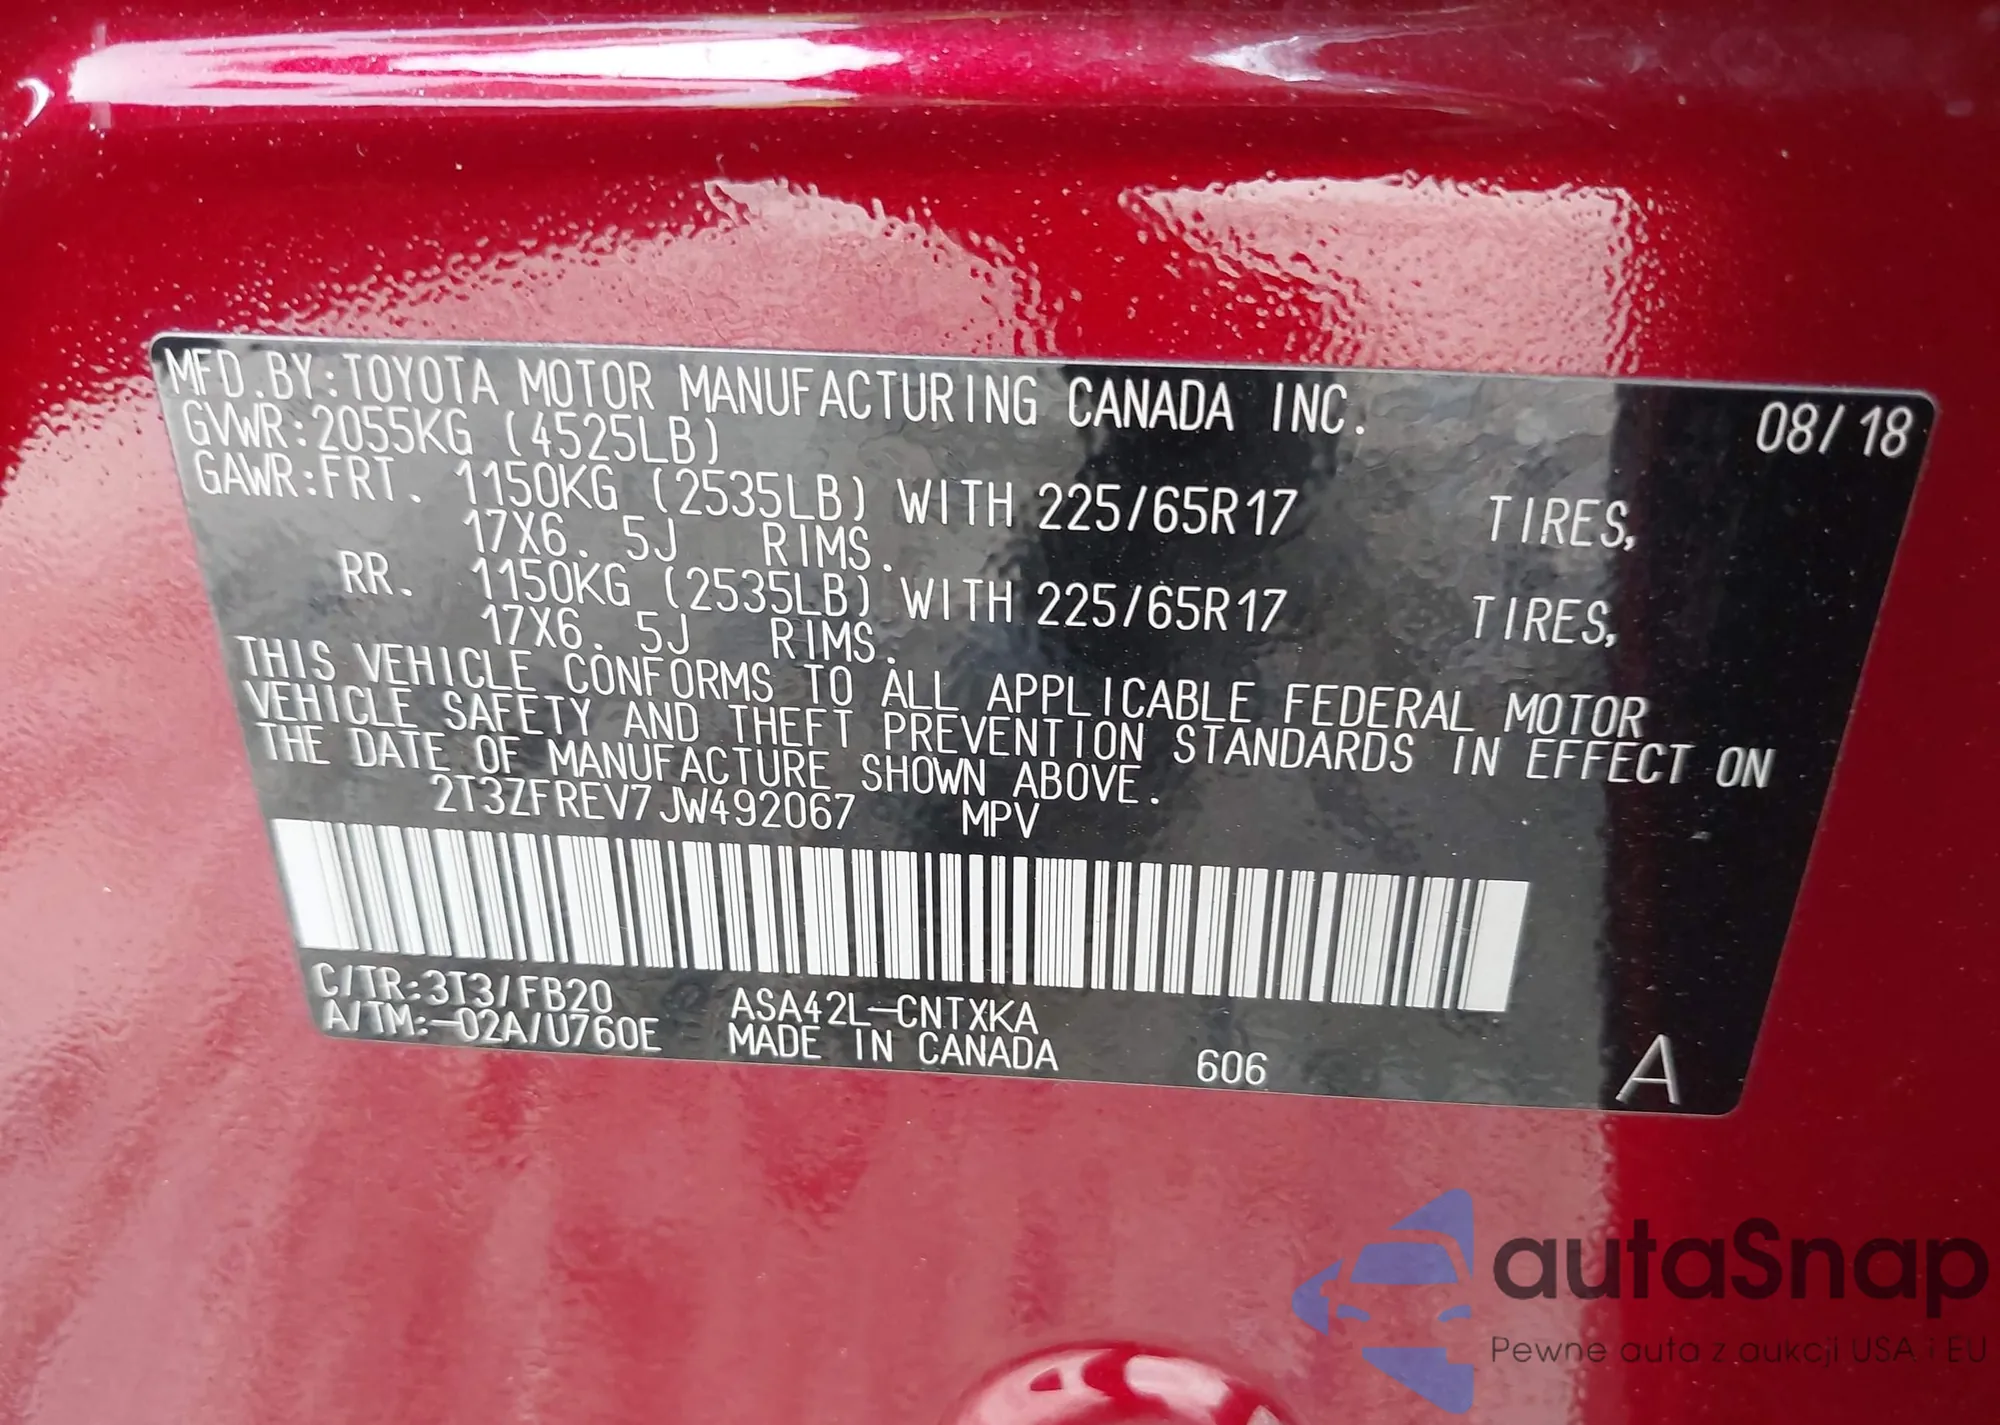 MFD.BY:TOYOTA MOTOR MANUFACTURING CANADA INC. 08/18
GVWR:2055KG (4525LB)
GAWR:FRT. 1150KG (2535LB) WITH 225/65R17 TIRES,
17X6.5J RIMS.
RR. 1150KG (2535LB) WITH 225/65R17 TIRES,
17X6.5J RIMS.
THIS VEHICLE CONFORMS TO ALL APPLICABLE FEDERAL MOTOR
VEHICLE SAFETY AND THEFT PREVENTION STANDARDS IN EFFECT ON
THE DATE OF MANUFACTURE SHOWN ABOVE.
2T3ZFREV7JW492067 MPV
C/TR:3T3/FB20 ASA42L-CNTXKA
A/TM:-02A/U760E MADE IN CANADA 606 A
autaSnap
Pewne auta z aukcji USA i EU